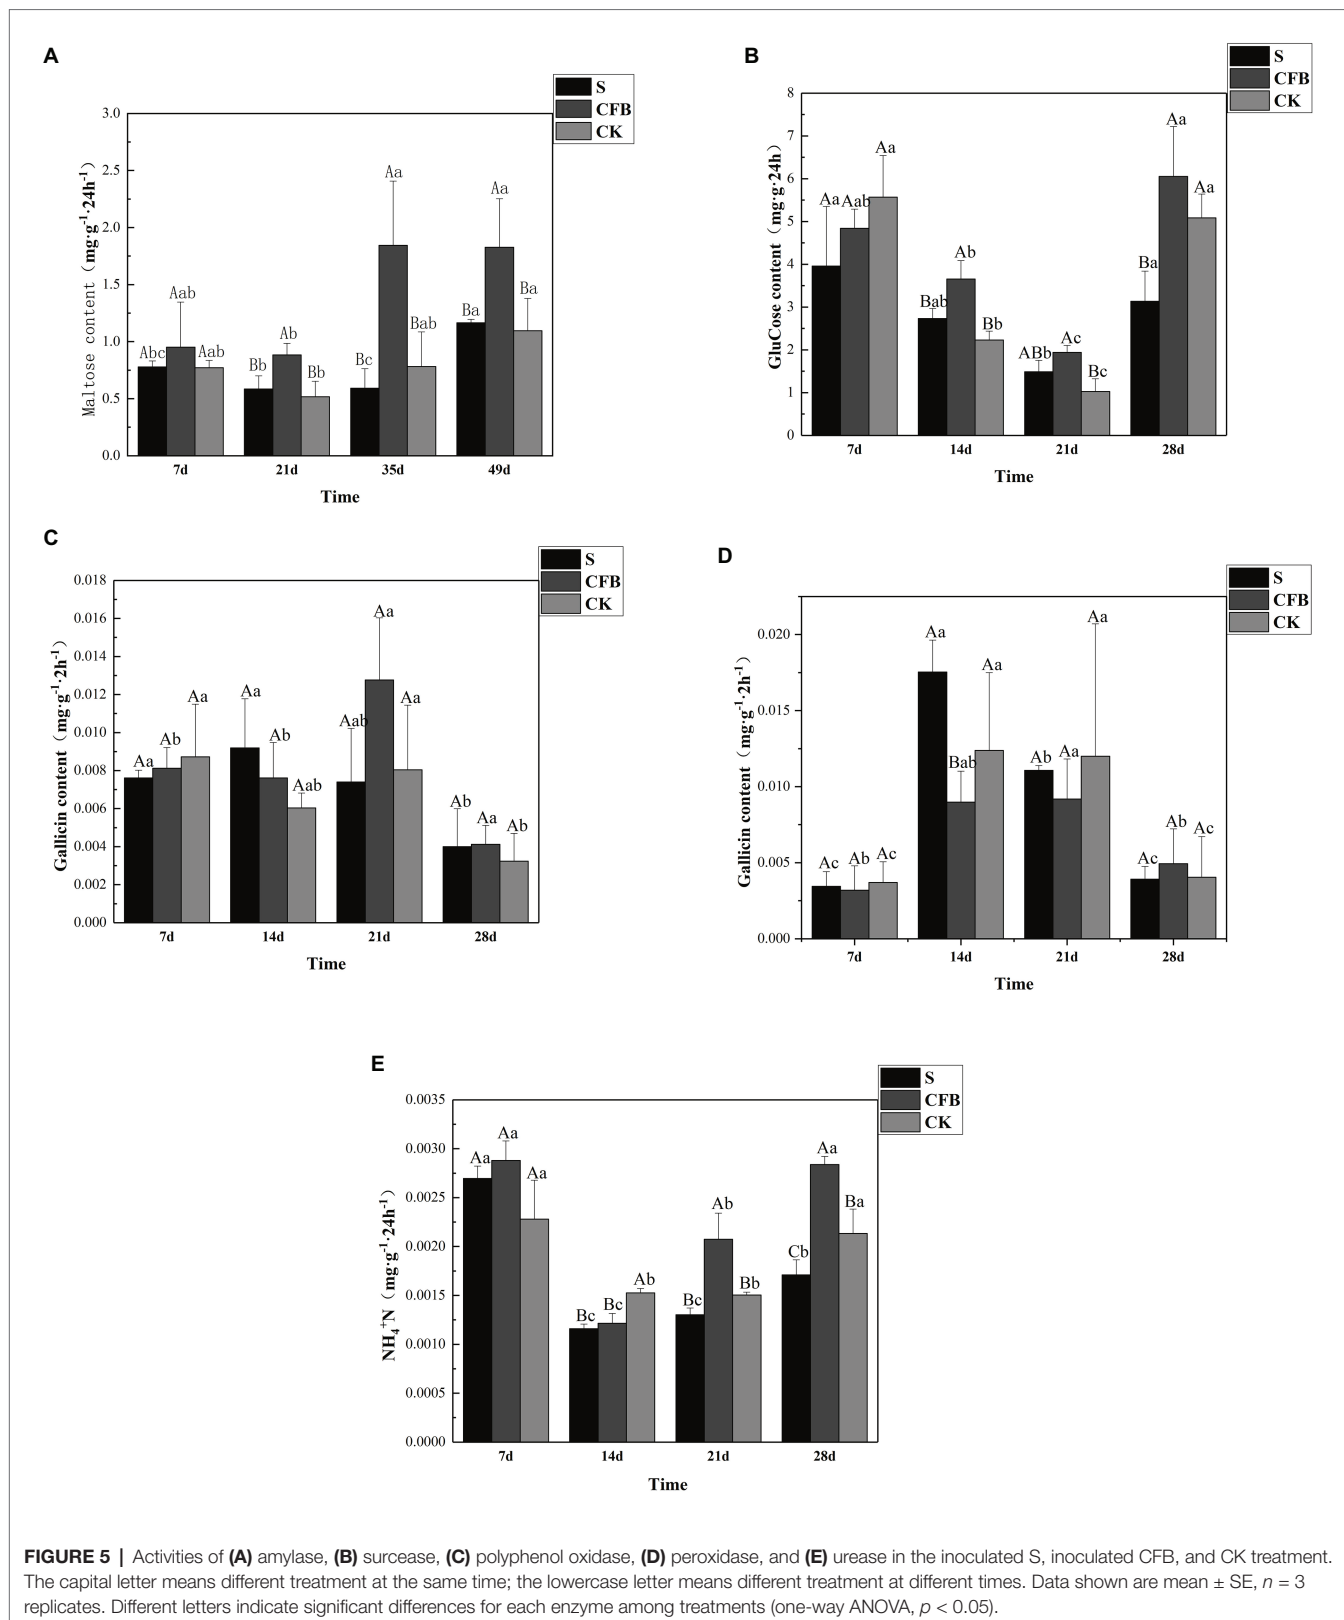 A
S
CFB
CK
3.0
2.5
2.0
1.5
1.0
0.5
0.0
Maltose content（mg·g-1·24h-1）
Abc Aab Aab
Bb Ab Bb
Bc Aa Bab
Ba Aa Ba
7d 21d 35d 49d
Time
B
S
CFB
CK
8
7
6
5
4
3
2
1
0
GluCose content（mg·g·24h）
Aa Aab Aa
Bab Ab Bb
ABb Ac Bc
Ba Aa Aa
7d 14d 21d 28d
Time
C
S
CFB
CK
0.018
0.016
0.014
0.012
0.010
0.008
0.006
0.004
0.002
0.000
Gallicin content（mg·g-1·2h-1）
Aa Ab Aa
Aa Ab Aab
Aab Aa Aa
Ab Aa Ab
7d 14d 21d 28d
Time
D
S
CFB
CK
0.020
0.015
0.010
0.005
0.000
Gallicin content（mg·g-1·2h-1）
Ac Ab Ac
Aa Bab Aa
Ab Aa Aa
Ac Ab Ac
7d 14d 21d 28d
Time
E
S
CFB
CK
0.0035
0.0030
0.0025
0.0020
0.0015
0.0010
0.0005
0.0000
NH4+N（mg·g-1·24h-1）
Aa Aa Aa
Bc Bc Ab
Bc Ab Bb
Cb Aa Ba
7d 14d 21d 28d
Time
FIGURE 5 | Activities of (A) amylase, (B) surcease, (C) polyphenol oxidase, (D) peroxidase, and (E) urease in the inoculated S, inoculated CFB, and CK treatment.
The capital letter means different treatment at the same time; the lowercase letter means different treatment at different times. Data shown are mean ± SE, n = 3
replicates. Different letters indicate significant differences for each enzyme among treatments (one-way ANOVA, p < 0.05).